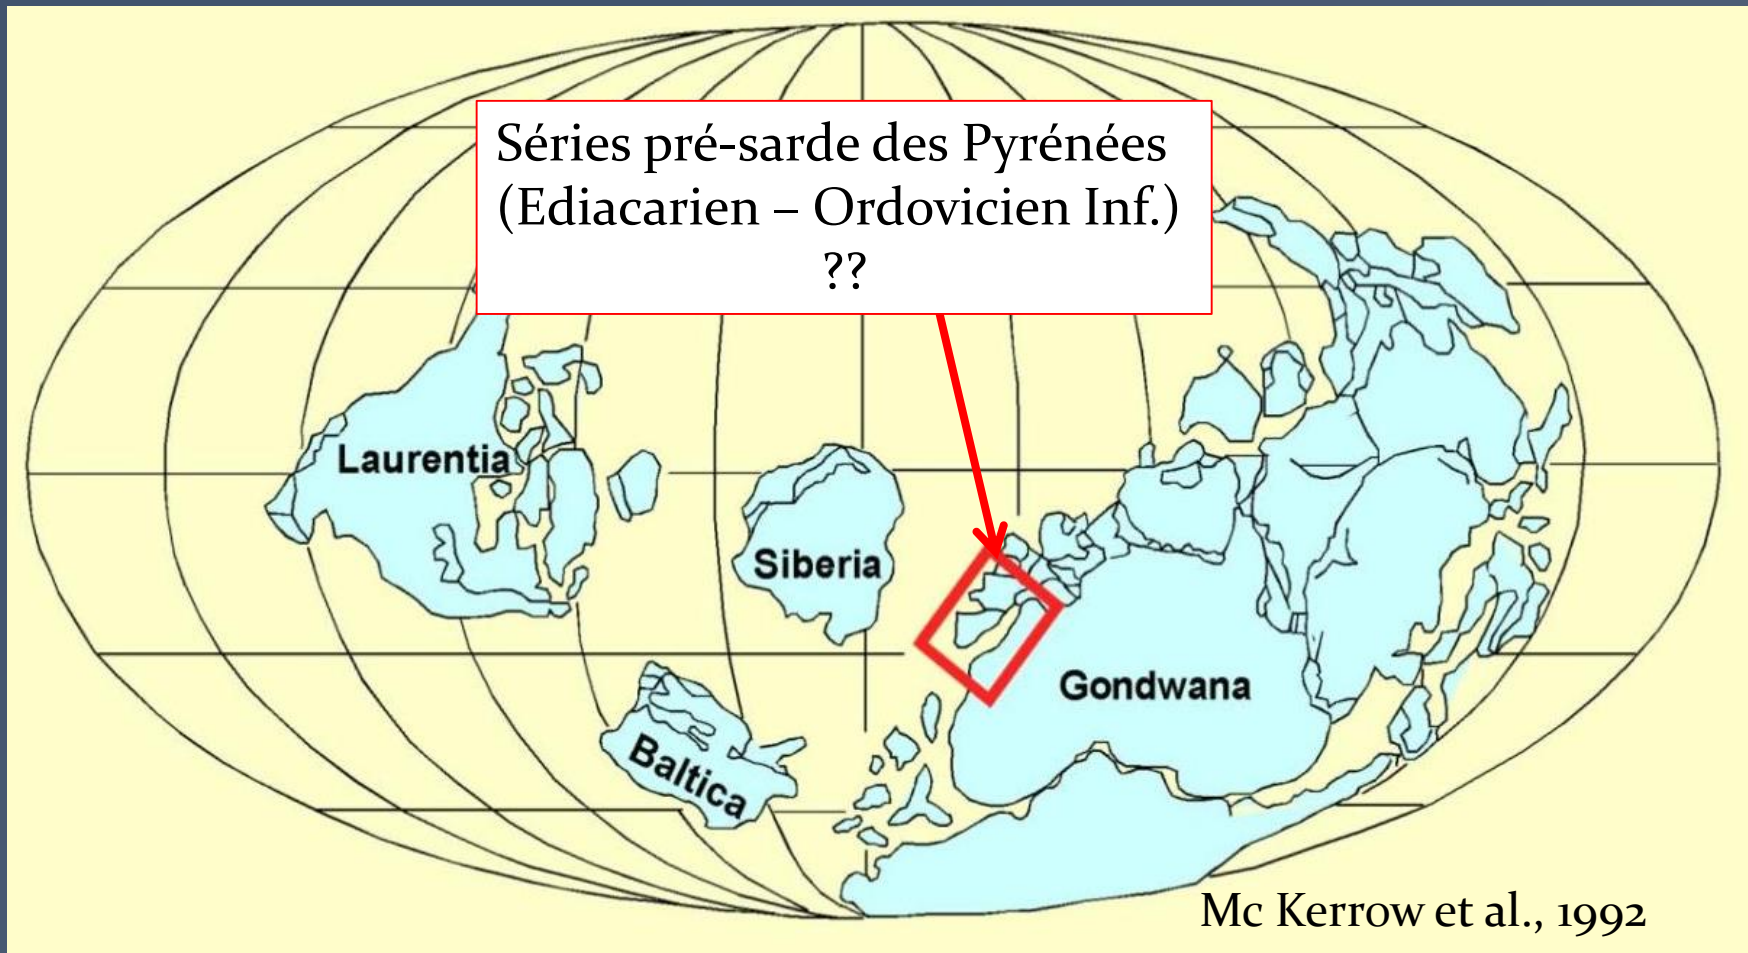 Séries pré-sarde des Pyrénées
(Ediacarien – Ordovicien Inf.)
??
Laurentia
Siberia
Gondwana
Baltica
Mc Kerrow et al., 1992